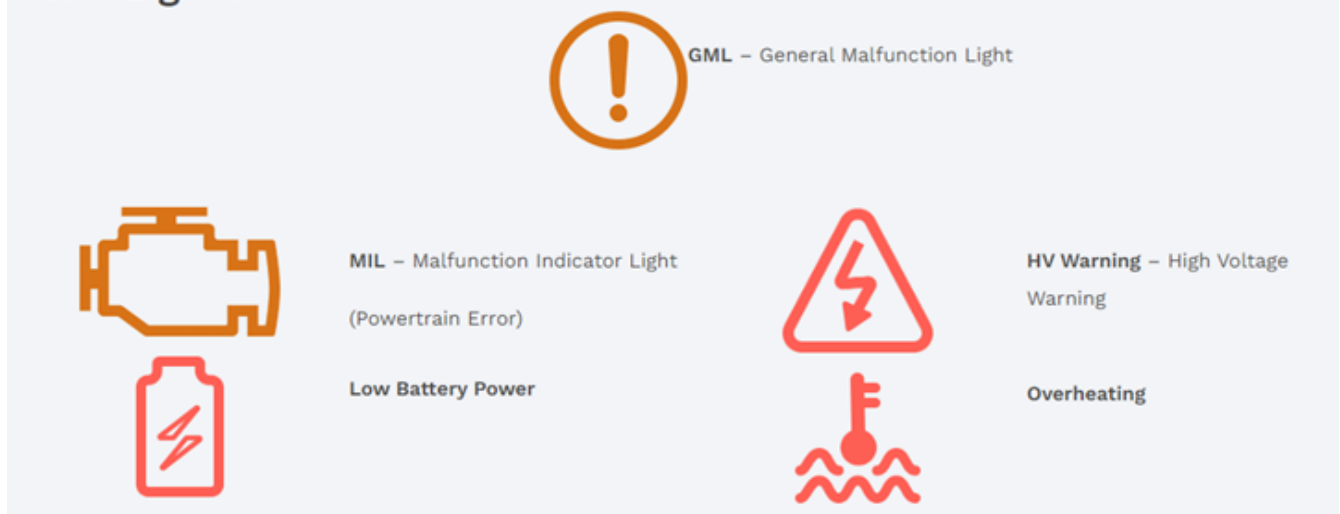 GML – General Malfunction Light
MIL – Malfunction Indicator Light
(Powertrain Error)
HV Warning – High Voltage
Warning
Low Battery Power
Overheating